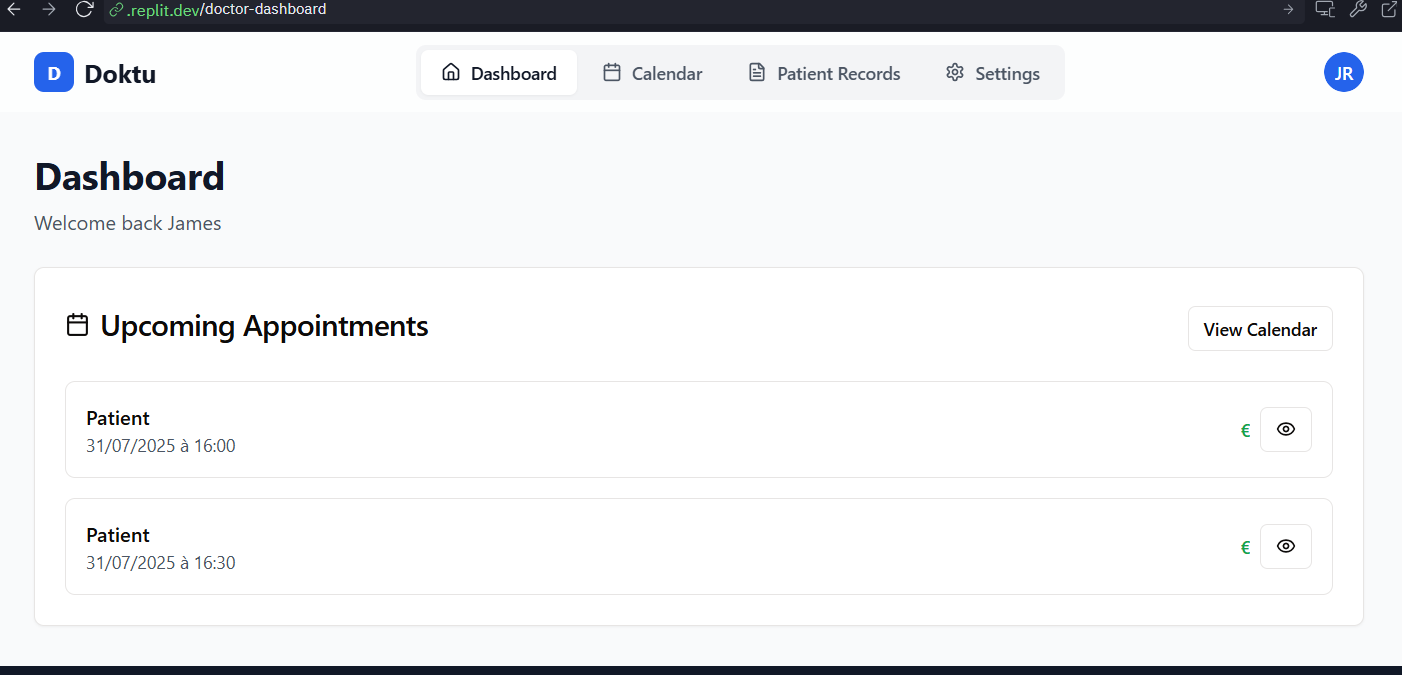 .replit.dev/doctor-dashboard
D Doktu
Dashboard Calendar Patient Records Settings
JR
Dashboard
Welcome back James
Upcoming Appointments
View Calendar
Patient
31/07/2025 à 16:00
€
Patient
31/07/2025 à 16:30
€